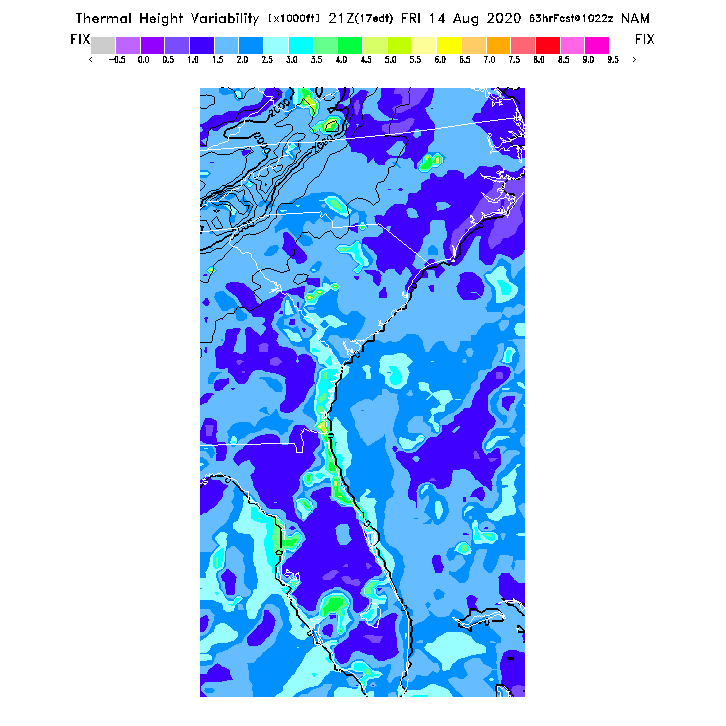 Thermal Height Variability [x1000ft] 21Z(17edt) FRI 14 Aug 2020 63hrFcst@1022z NAM
FIX FIX
< -0.5 0.0 0.5 1.0 1.5 2.0 2.5 3.0 3.5 4.0 4.5 5.0 5.5 6.0 6.5 7.0 7.5 8.0 8.5 9.0 9.5 >
2000